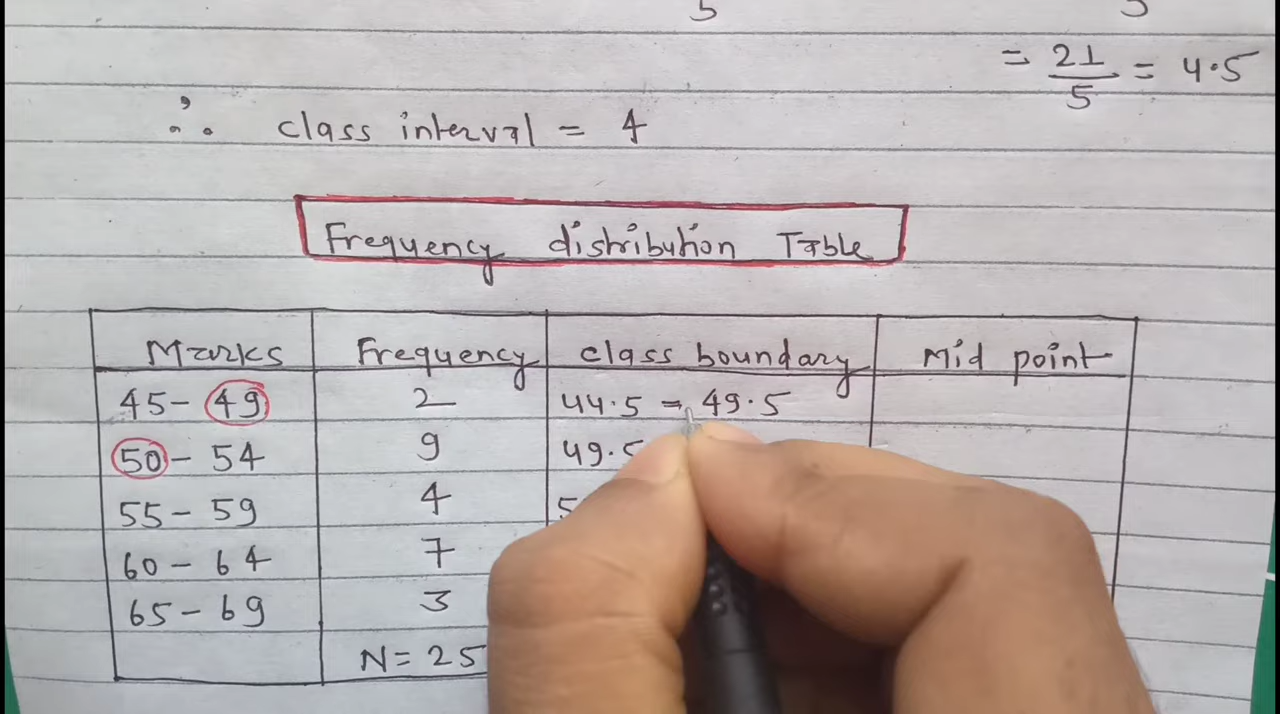 5
= 21/5 = 4.5
∴ class interval = 4
Frequency distribution Table
Marks Frequency class boundary Mid point
45- 49 2 44.5 - 49.5
50 - 54 9 49.5
55 - 59 4 5
60 - 64 7
65 - 69 3
N = 25